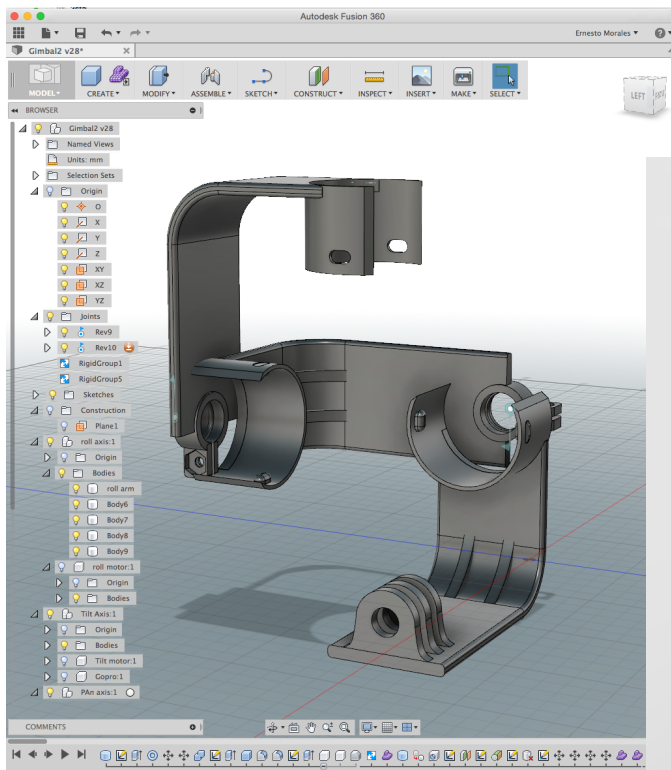 Autodesk Fusion 360
Ernesto Morales
Gimbal2 v28*
MODEL
CREATE
MODIFY
ASSEMBLE
SKETCH
CONSTRUCT
INSPECT
INSERT
MAKE
SELECT
LEFT
BROWSER
Gimbal2 v28
Named Views
Units: mm
Selection Sets
Origin
O
X
Y
Z
XY
XZ
YZ
Joints
Rev9
Rev10
RigidGroup1
RigidGroup5
Sketches
Construction
Plane1
roll axis:1
Origin
Bodies
roll arm
Body6
Body7
Body8
Body9
roll motor:1
Origin
Bodies
Tilt Axis:1
Origin
Bodies
Tilt motor:1
Gopro:1
PAn axis:1
COMMENTS